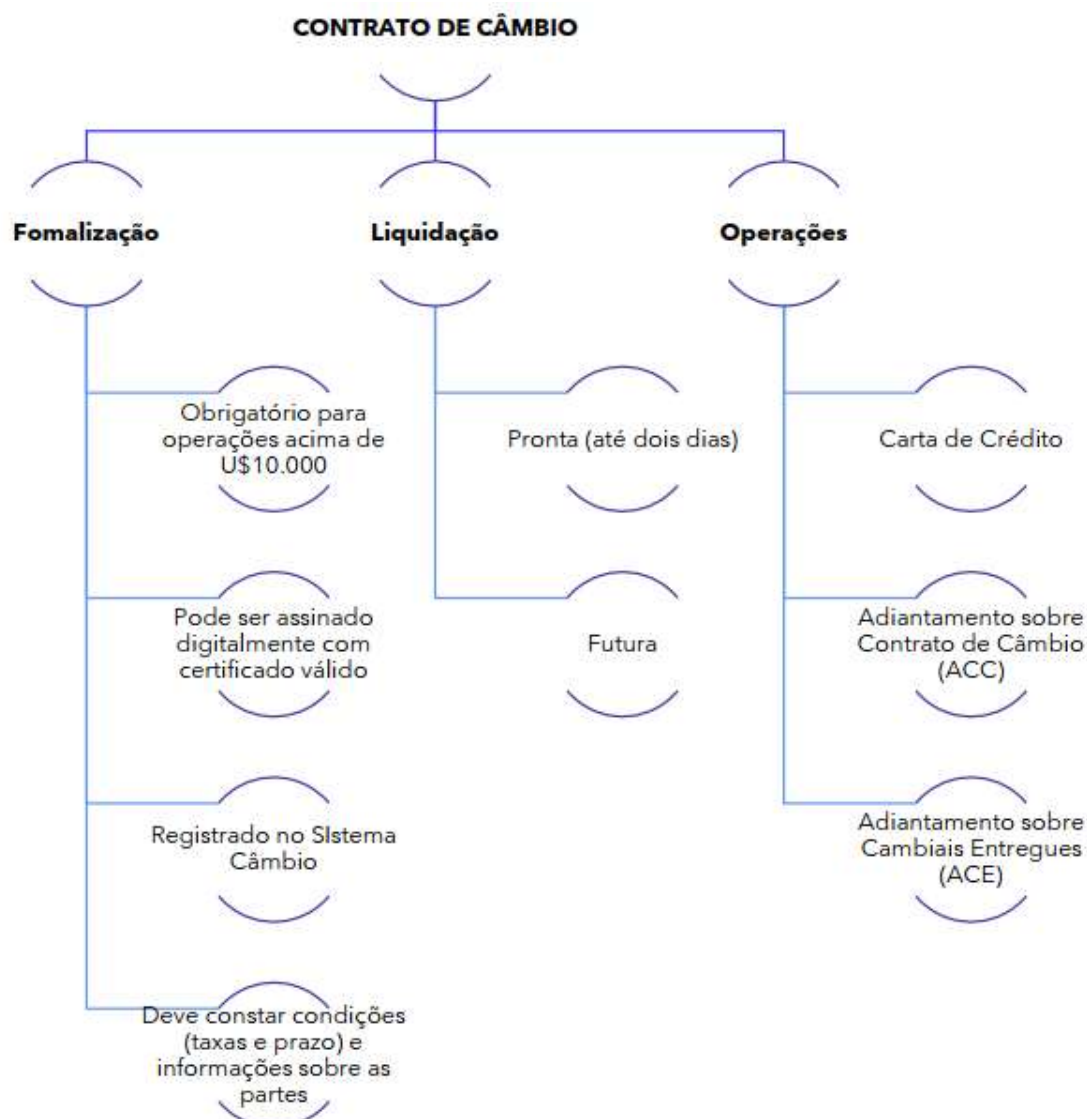 CONTRATO DE CÂMBIO
Fomalização
Liquidação
Operações
Obrigatório para
operações acima de
U$10.000
Pronta (até dois dias)
Carta de Crédito
Pode ser assinado
digitalmente com
certificado válido
Futura
Adiantamento sobre
Contrato de Câmbio
(ACC)
Registrado no SIstema
Câmbio
Adiantamento sobre
Cambiais Entregues
(ACE)
Deve constar condições
(taxas e prazo) e
informações sobre as
partes